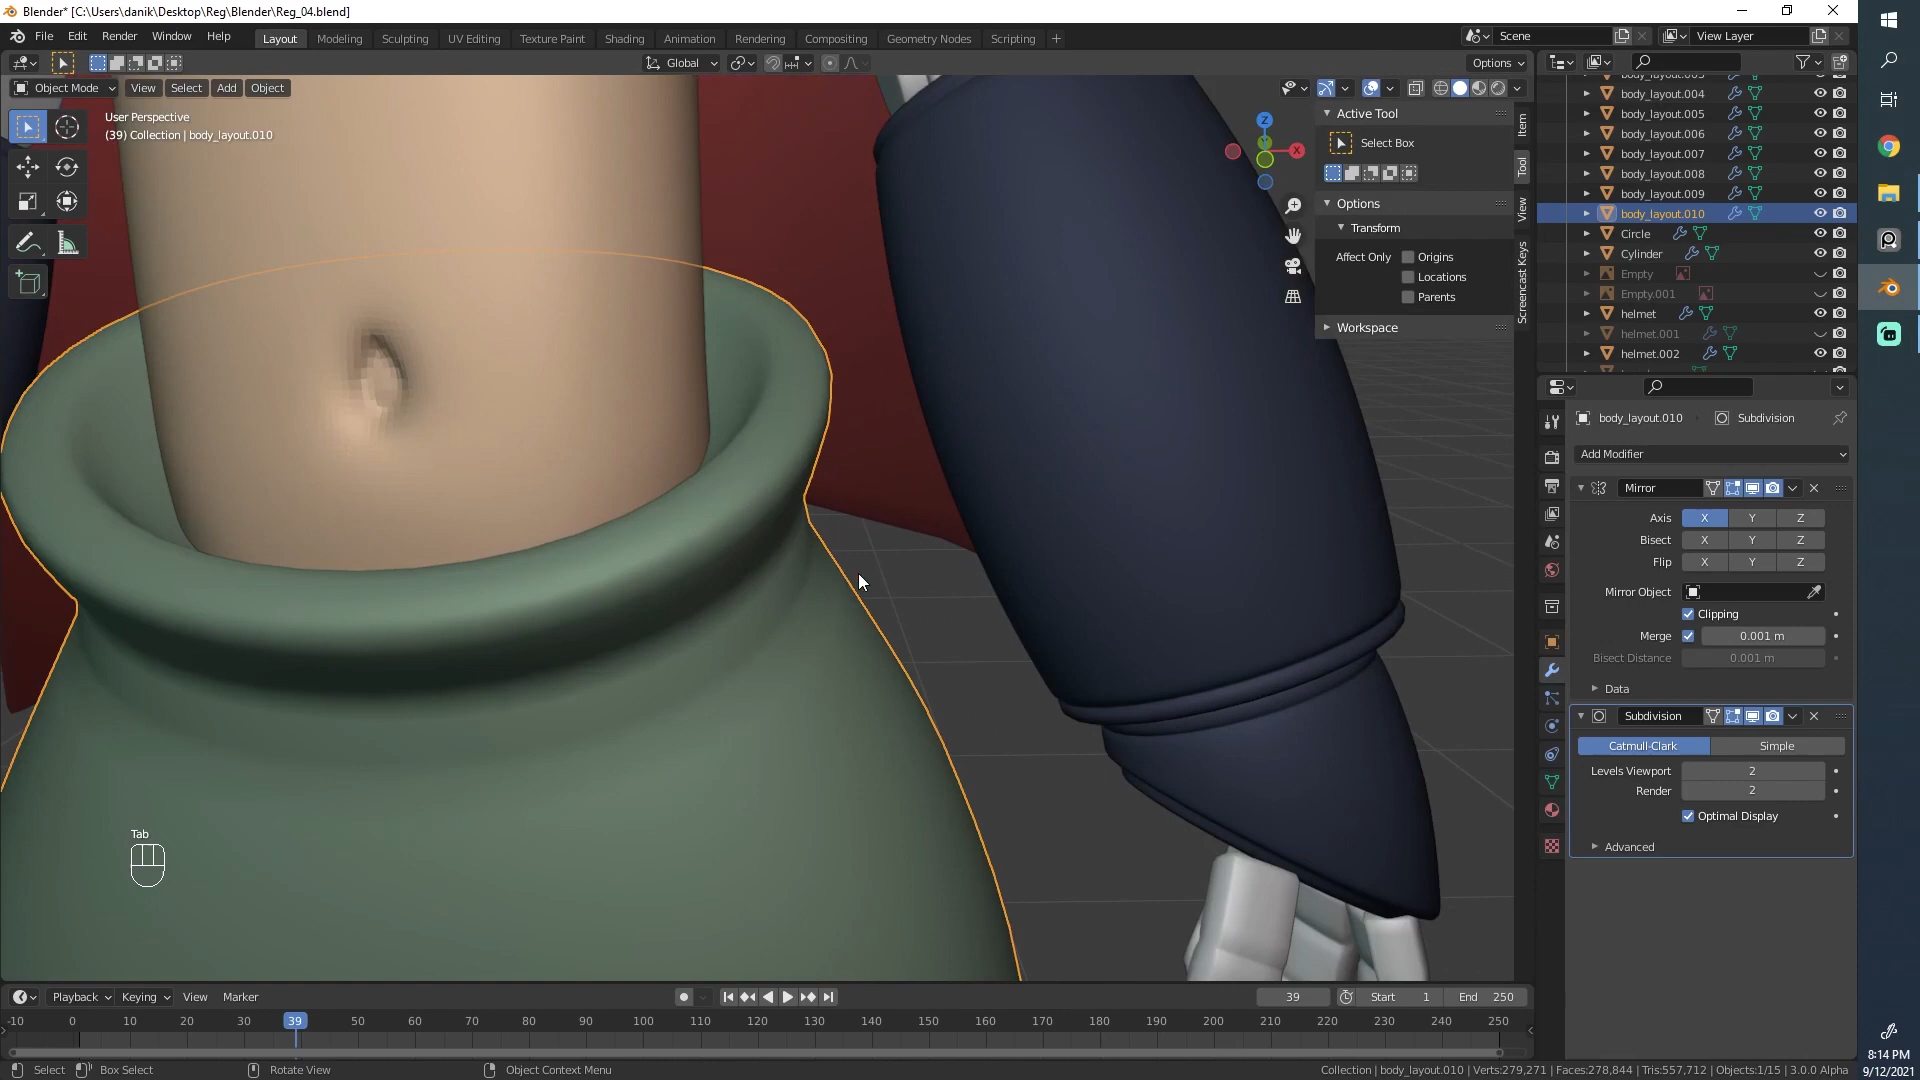 Blender* [C:\Users\danik\Desktop\Reg\Blender\Reg_04.blend]
File Edit Render Window Help Layout Modeling Sculpting UV Editing Texture Paint Shading Animation Rendering Compositing Geometry Nodes Scripting + Scene View Layer
Global Options
Object Mode View Select Add Object
User Perspective
(39) Collection | body_layout.010
Z
X
Active Tool
Select Box
Options
Transform
Affect Only Origins
Locations
Parents
Workspace
Item
Tool
View
Screencast Keys
body_layout.004
body_layout.005
body_layout.006
body_layout.007
body_layout.008
body_layout.009
body_layout.010
Circle
Cylinder
Empty
Empty.001
helmet
helmet.001
helmet.002
body_layout.010 Subdivision
Add Modifier
Mirror
Axis X Y Z
Bisect X Y Z
Flip X Y Z
Mirror Object
Clipping
Merge 0.001 m
Bisect Distance 0.001 m
Data
Subdivision
Catmull-Clark Simple
Levels Viewport 2
Render 2
Optimal Display
Advanced
Tab
Playback Keying View Marker 39 Start 1 End 250
-10 0 10 20 30 39 50 60 70 80 90 100 110 120 130 140 150 160 170 180 190 200 210 220 230 240 250
Select Box Select Rotate View Object Context Menu
Collection | body_layout.010 | Verts:279,271 | Faces:278,844 | Tris:557,712 | Objects:1/15 | 3.0.0 Alpha
8:14 PM
9/12/2021